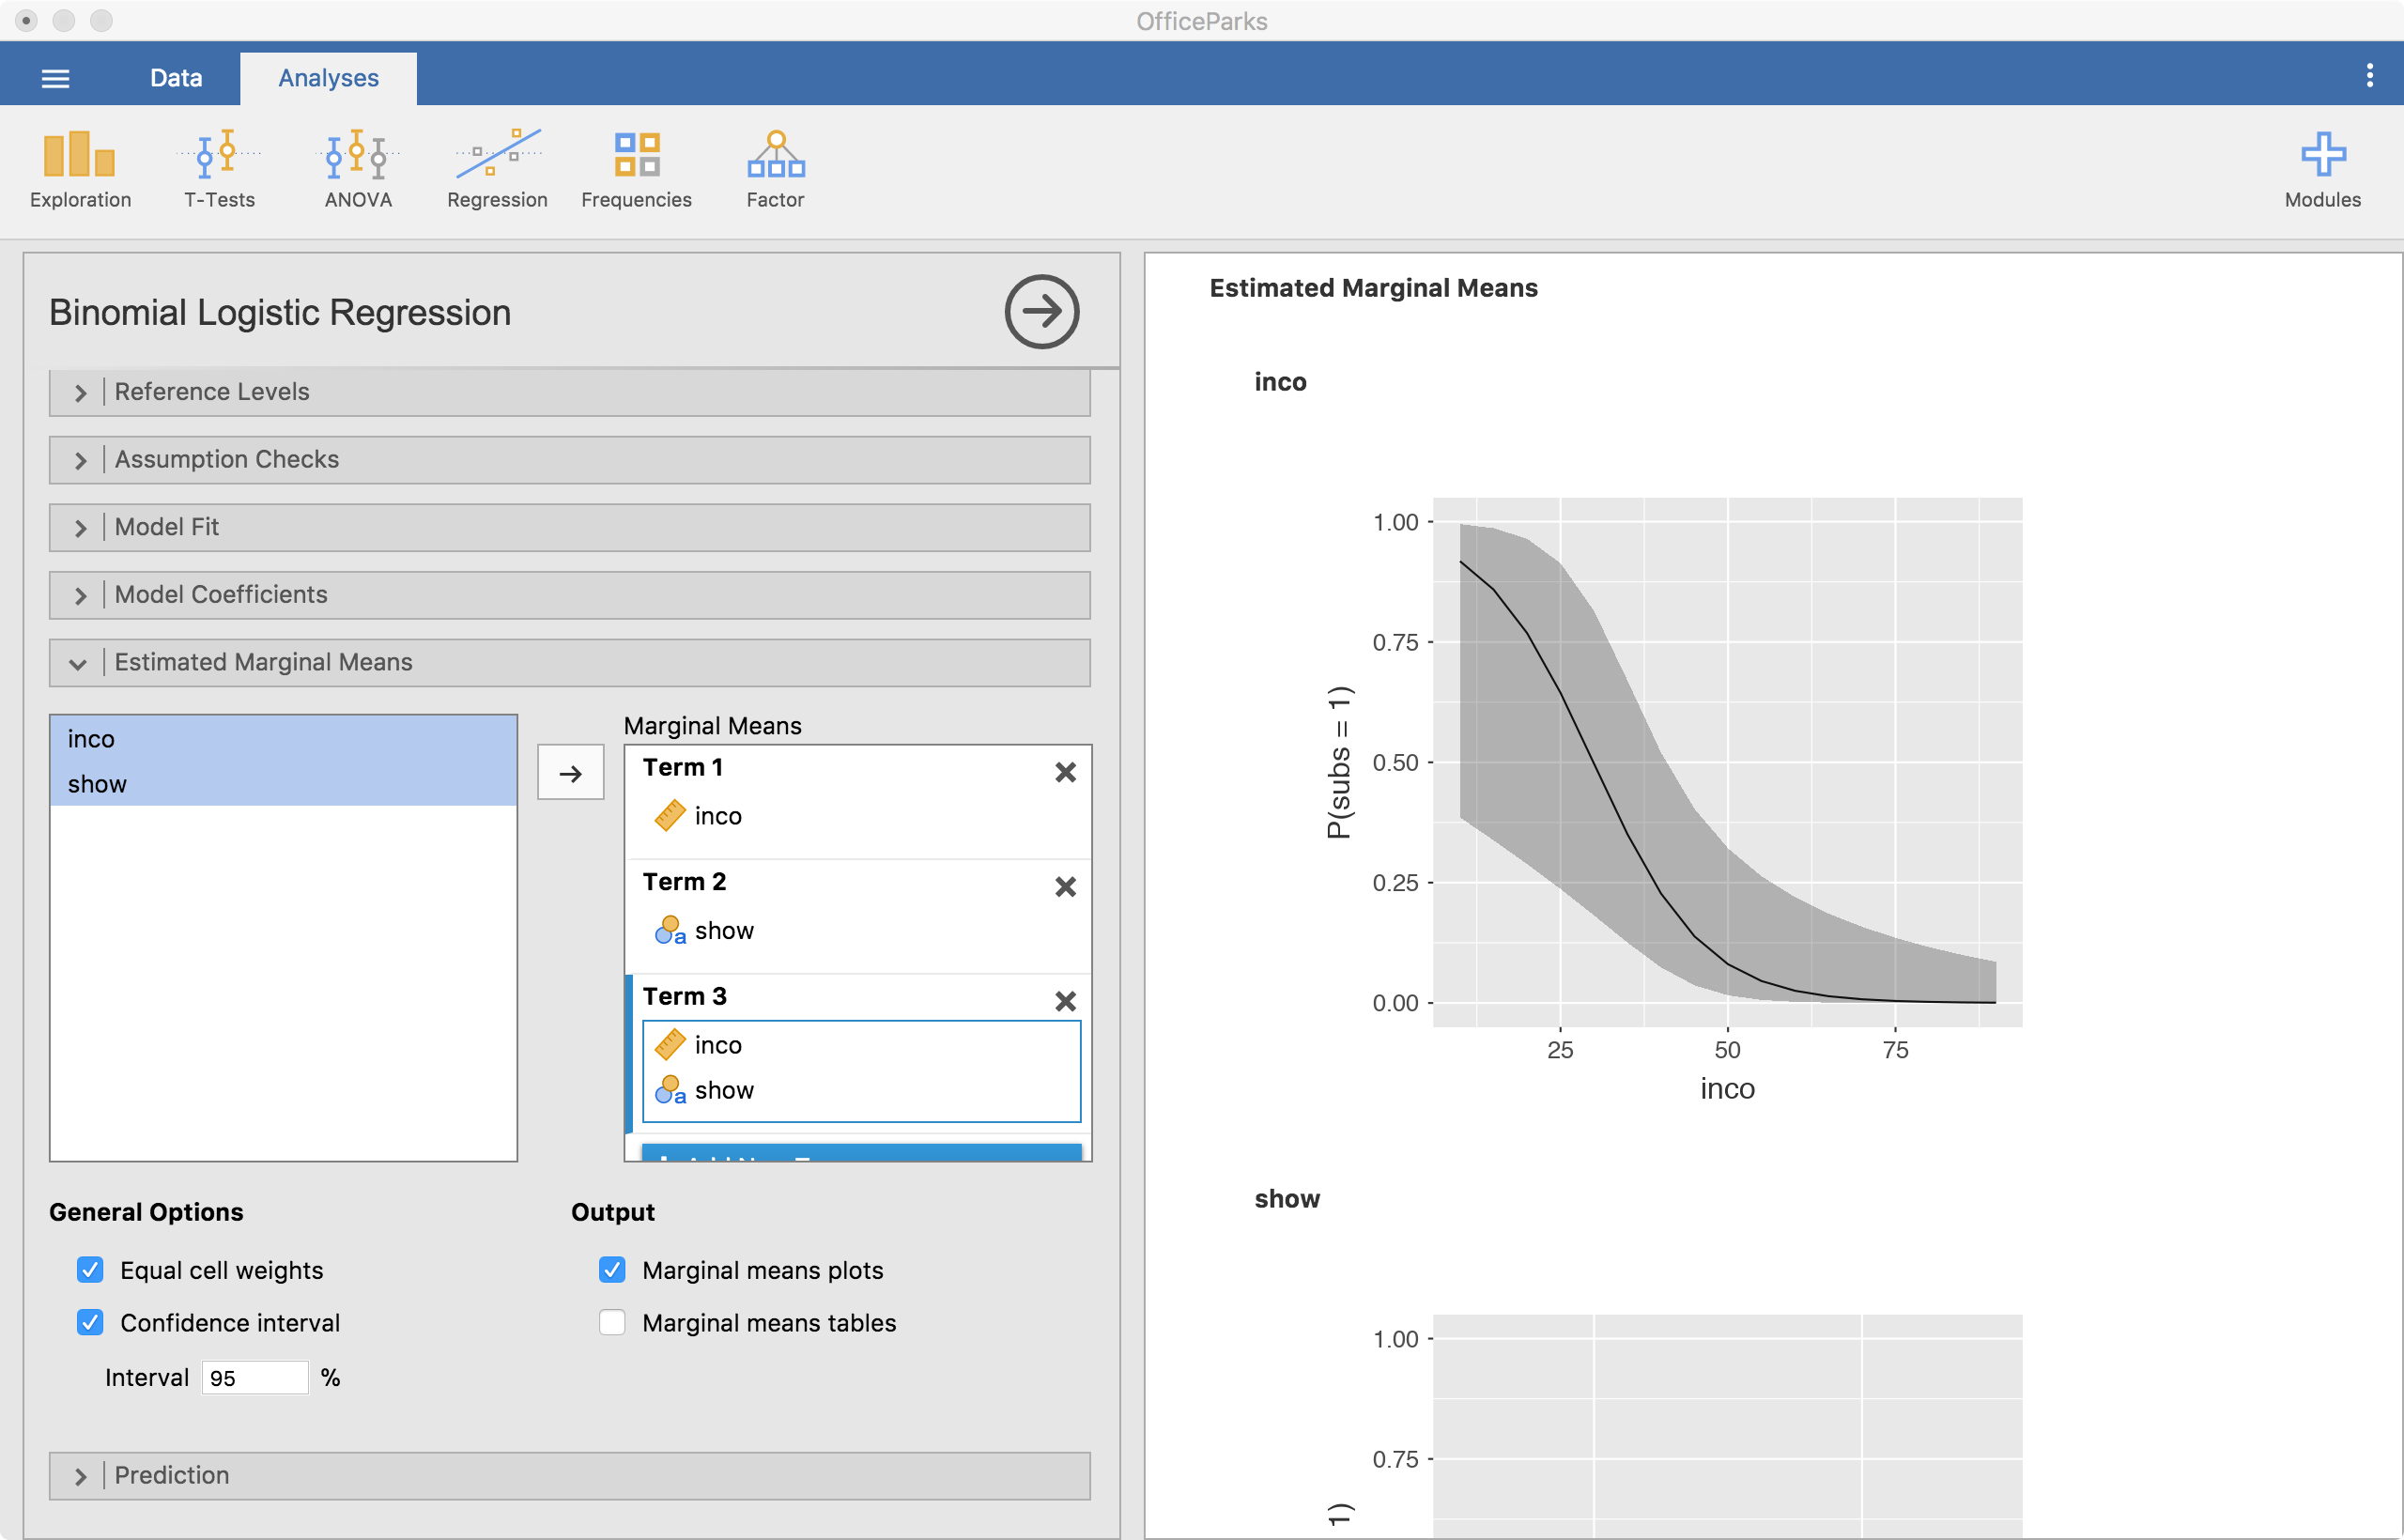 OfficeParks
Data
Analyses
Exploration
T-Tests
ANOVA
Regression
Frequencies
Factor
Modules
Binomial Logistic Regression
Reference Levels
Assumption Checks
Model Fit
Model Coefficients
Estimated Marginal Means
inco
show
Marginal Means
Term 1
inco
Term 2
a show
Term 3
inco
a show
General Options
Equal cell weights
Confidence interval
Interval 95 %
Output
Marginal means plots
Marginal means tables
Prediction
Estimated Marginal Means
inco
1.00
0.75
0.50
0.25
0.00
P(subs = 1)
25 50 75
inco
show
1.00
0.75
1)